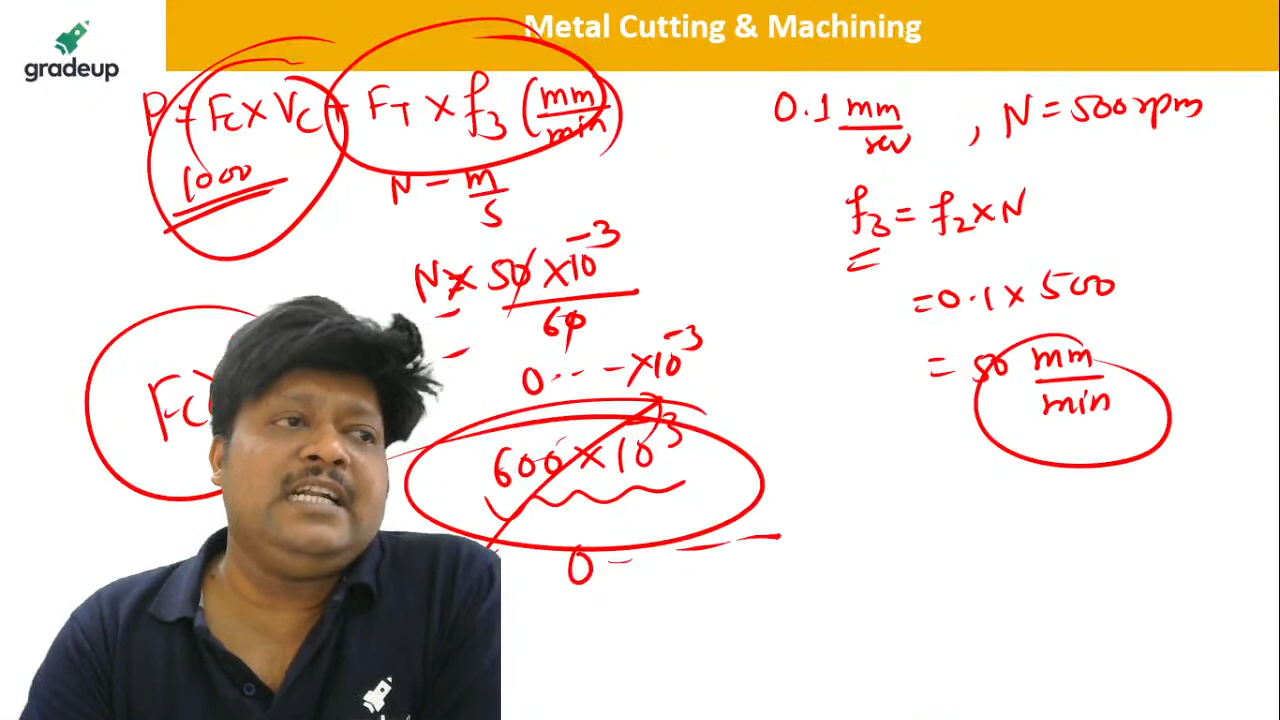 Metal Cutting & Machining
gradeup
P = Fc × Vc + FT × f3 (mm/min)
1000
N - m/s
0.1 mm/rev , N = 500 rpm
f3 = f2 × N
= 0.1 × 500
= 50 mm/min
N × 50 × 10^-3
60
0 . . . - × 10^-3
Fc
600 × 10^3
0 -